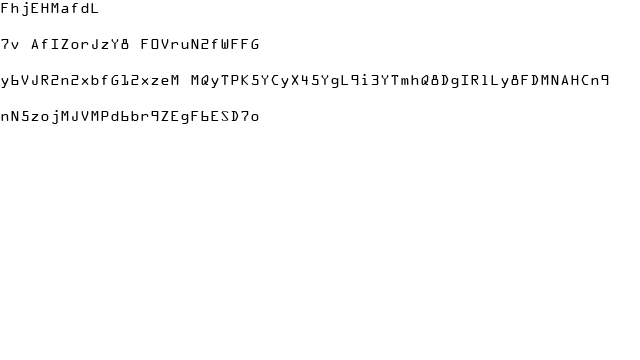 FhjEHMafdL
7v AfIZorJzY8 FOVruN2fWFFG
y6VJR2n2xbfG12xzeM MQyTPK5YCyX45YgL9i3YTmhQ8DgIR1Ly8FDMNAHCn9
nN5zojMJVMPd6br9ZEgF6ESD7o